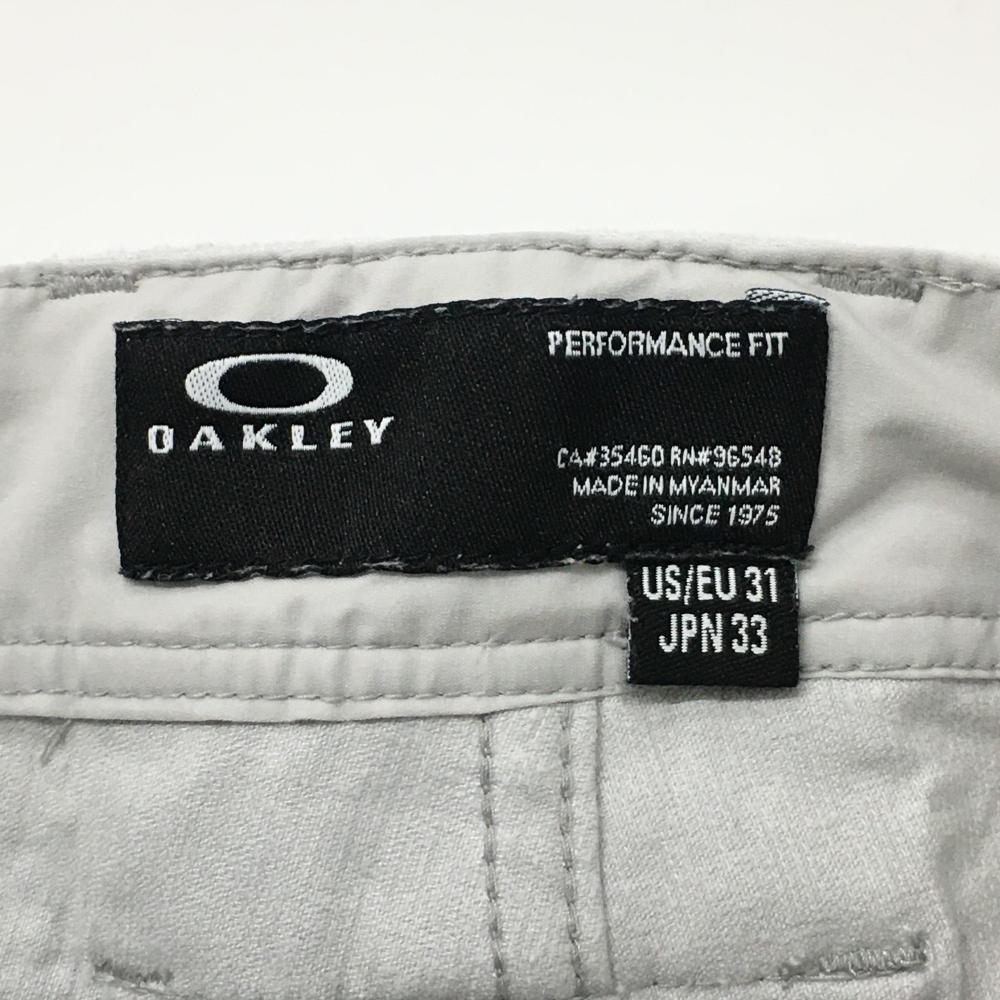 OAKLEY
PERFORMANCE FIT
CA#35460 RN#96548
MADE IN MYANMAR
SINCE 1975
US/EU 31
JPN 33